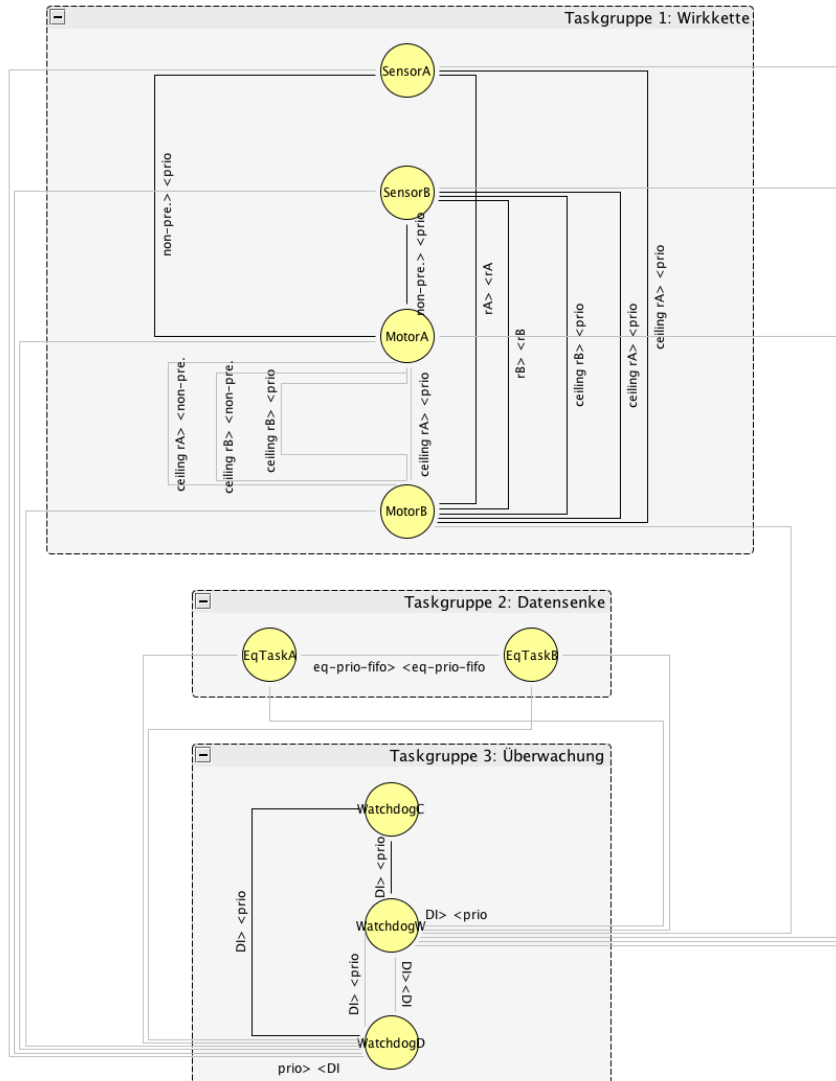 Taskgruppe 1: Wirkkette
SensorA
SensorB
non-pre.> <prio
non-pre.> <prio
rA> <rA
ceiling rA> <prio
MotorA
rB> <rB
ceiling rB> <prio
ceiling rA> <prio
ceiling rA> <non-pre.
ceiling rB> <non-pre.
ceiling rB> <prio
ceiling rA> <prio
MotorB
Taskgruppe 2: Datensenke
EqTaskA
EqTaskB
eq-prio-fifo> <eq-prio-fifo
Taskgruppe 3: Überwachung
WatchdogC
DI> <prio
DI> <prio
DI> <prio
WatchdogW
DI> <prio
DI><DI
WatchdogD
prio> <DI